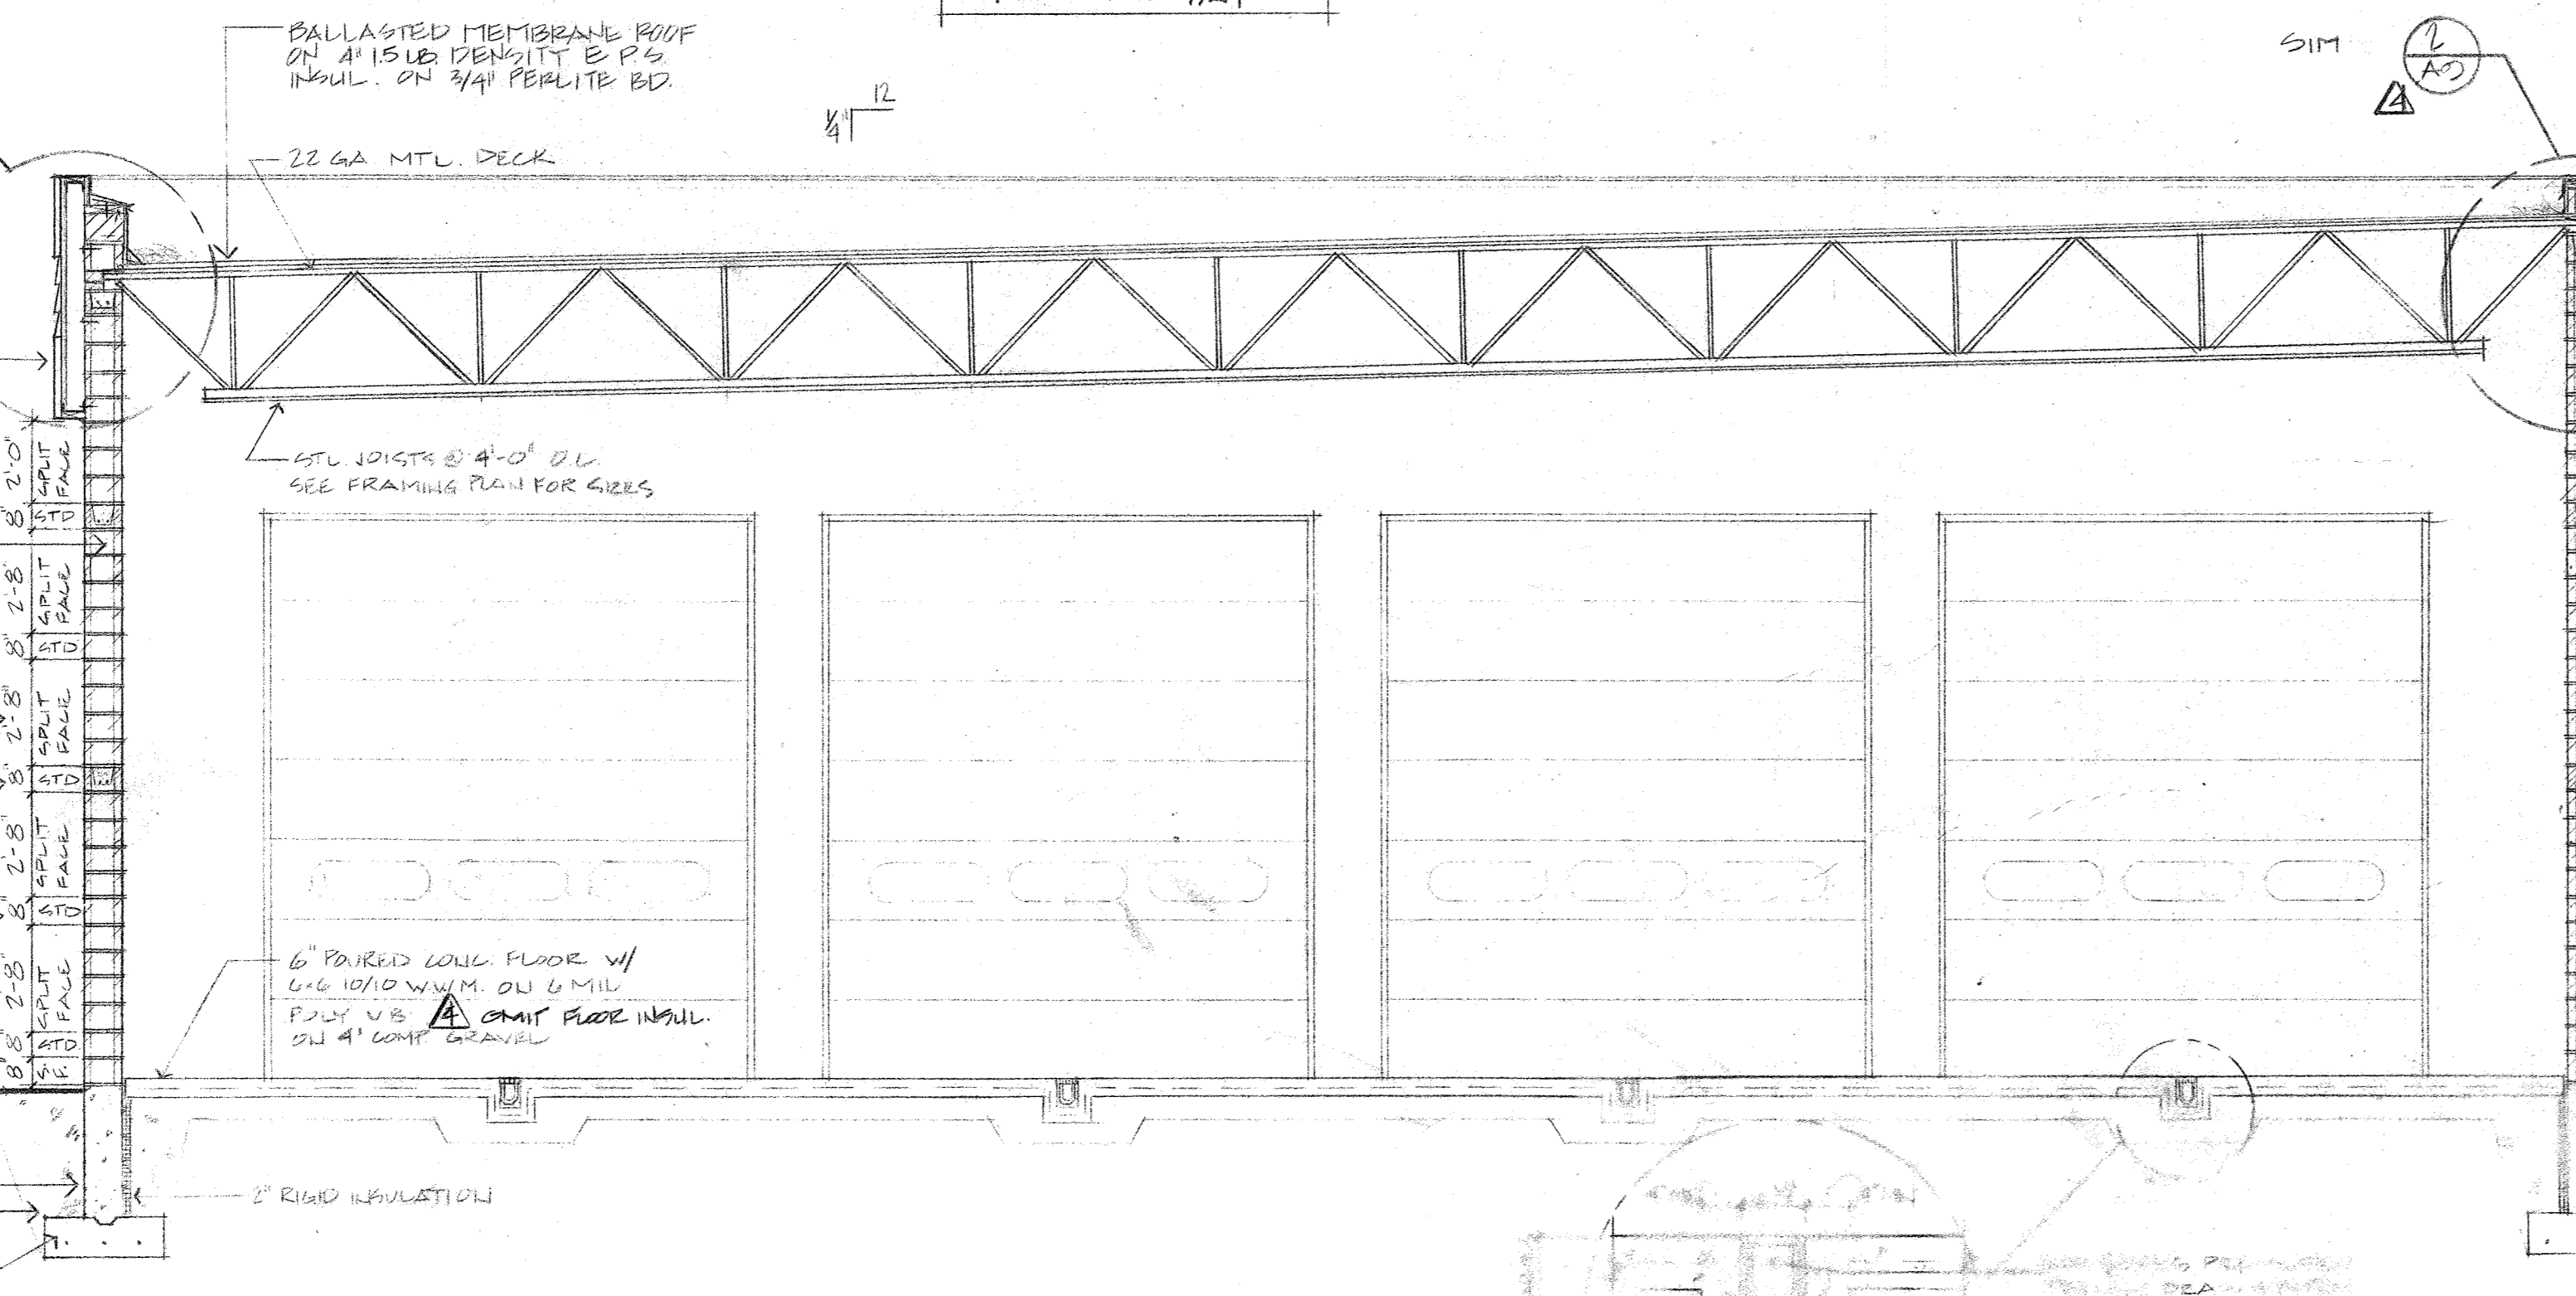 BALLASTED MEMBRANE ROOF
ON 4" 1.5 LB. DENSITY E.P.S.
INSUL. ON 3/4" PERLITE BD.
12
1/4"
SIM
2
A9
4
22 GA MTL. DECK
STL. JOISTS @ 4'-0" O.C.
SEE FRAMING PLAN FOR SIZES
2'-0"
SPLIT
FACE
8"
STD
2'-8"
SPLIT
FACE
8"
STD
2'-8"
SPLIT
FACE
8"
STD
2'-8"
SPLIT
FACE
8"
STD
2'-8"
SPLIT
FACE
8"
STD.
8"
S.
F.
6" POURED CONC. FLOOR W/
6x6 10/10 W.W.M. ON 6 MIL
POLY V B 4 OMIT FLOOR INSUL.
ON 4" COMP GRAVEL
2" RIGID INSULATION